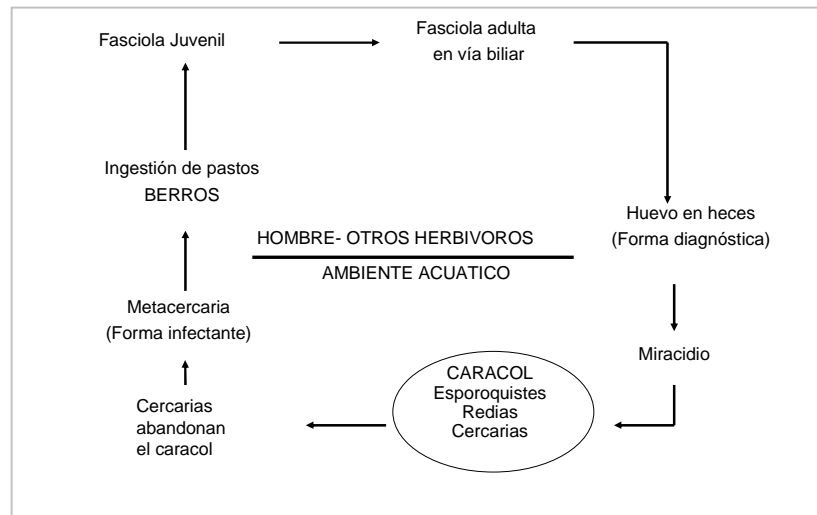 Fasciola Juvenil
Fasciola adulta
en vía biliar
Ingestión de pastos
BERROS
Huevo en heces
(Forma diagnóstica)
HOMBRE- OTROS HERBIVOROS
AMBIENTE ACUATICO
Metacercaria
(Forma infectante)
Miracidio
CARACOL
Esporoquistes
Redias
Cercarias
Cercarias
abandonan
el caracol